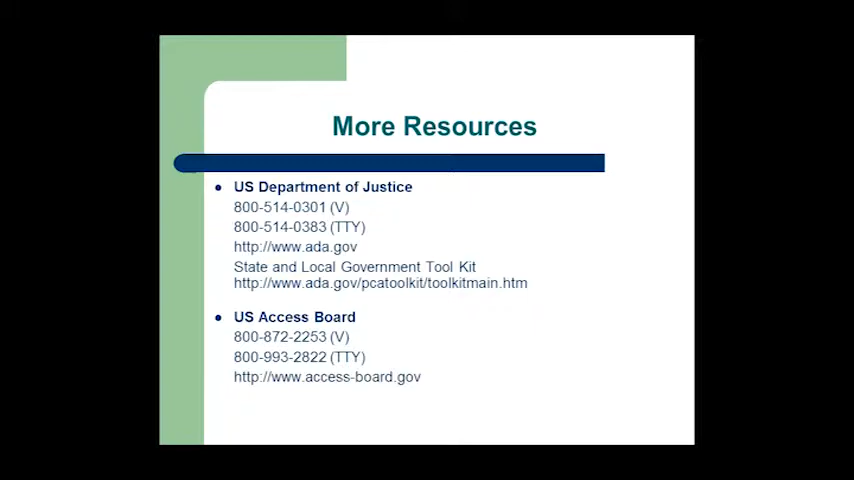 More Resources
US Department of Justice
800-514-0301 (V)
800-514-0383 (TTY)
http://www.ada.gov
State and Local Government Tool Kit
http://www.ada.gov/pcatoolkit/toolkitmain.htm
US Access Board
800-872-2253 (V)
800-993-2822 (TTY)
http://www.access-board.gov